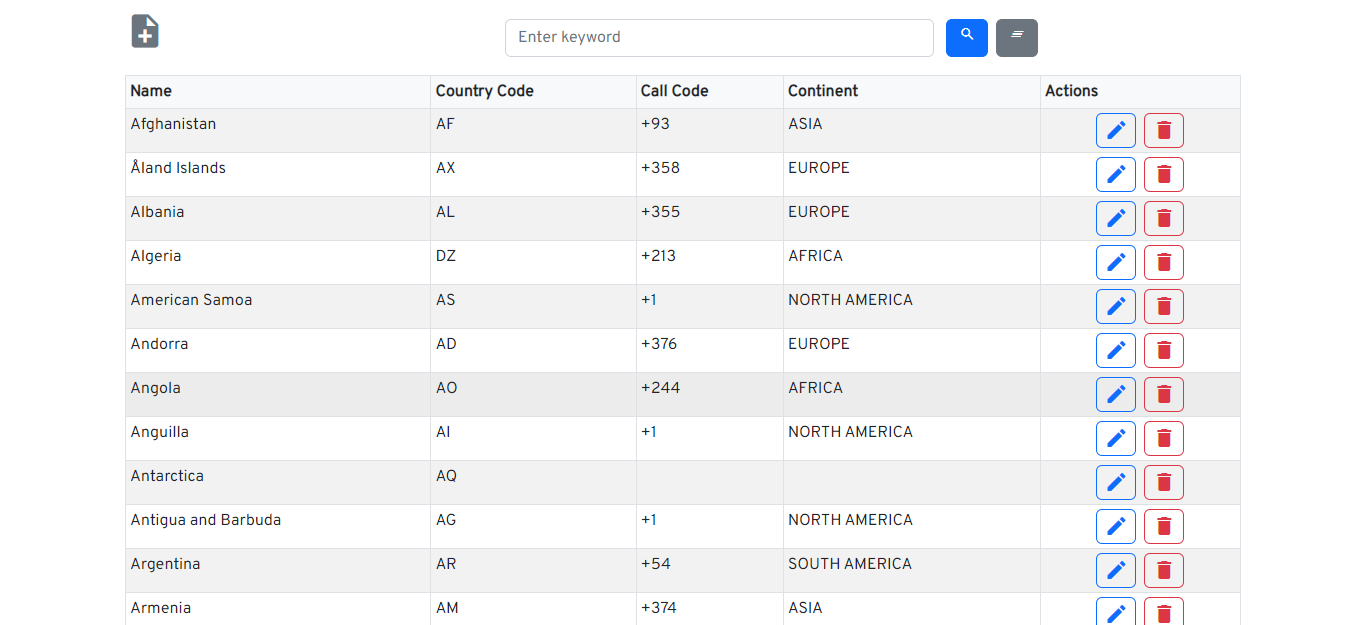 Enter keyword
Name Country Code Call Code Continent Actions
Afghanistan AF +93 ASIA
Åland Islands AX +358 EUROPE
Albania AL +355 EUROPE
Algeria DZ +213 AFRICA
American Samoa AS +1 NORTH AMERICA
Andorra AD +376 EUROPE
Angola AO +244 AFRICA
Anguilla AI +1 NORTH AMERICA
Antarctica AQ
Antigua and Barbuda AG +1 NORTH AMERICA
Argentina AR +54 SOUTH AMERICA
Armenia AM +374 ASIA